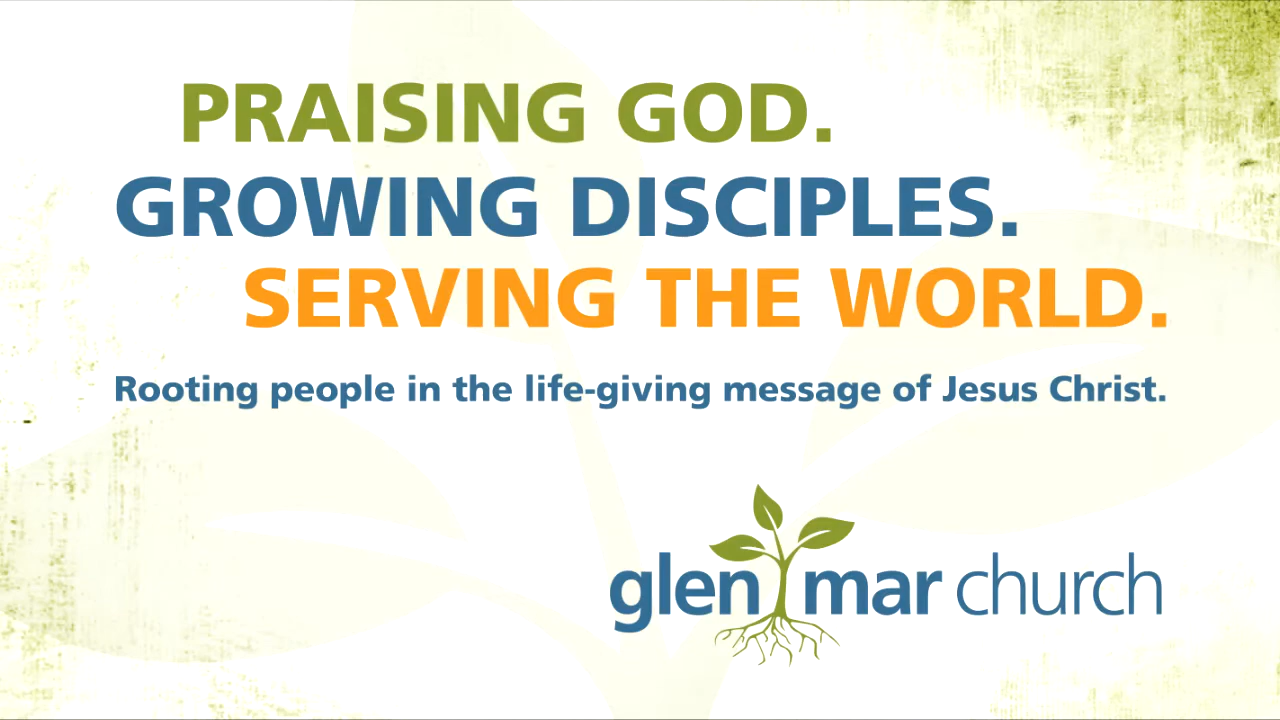 PRAISING GOD.
GROWING DISCIPLES.
SERVING THE WORLD.
Rooting people in the life-giving message of Jesus Christ.
glen mar church